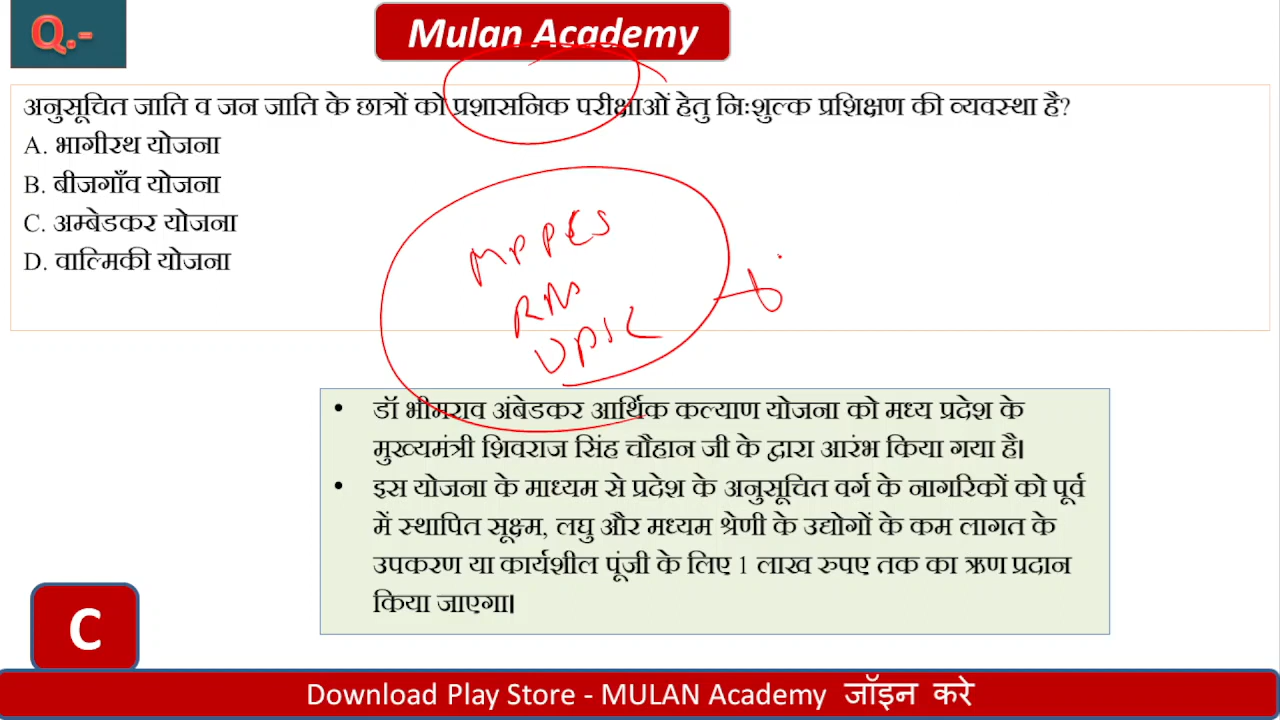 Q.-
Mulan Academy
अनुसूचित जाति व जन जाति के छात्रों को प्रशासनिक परीक्षाओं हेतु निःशुल्क प्रशिक्षण की व्यवस्था है?
A. भागीरथ योजना
B. बीजगाँव योजना
C. अम्बेडकर योजना
D. वाल्मिकी योजना
डॉ भीमराव अंबेडकर आर्थिक कल्याण योजना को मध्य प्रदेश के
मुख्यमंत्री शिवराज सिंह चौहान जी के द्वारा आरंभ किया गया है।
इस योजना के माध्यम से प्रदेश के अनुसूचित वर्ग के नागरिकों को पूर्व
में स्थापित सूक्ष्म, लघु और मध्यम श्रेणी के उद्योगों के कम लागत के
उपकरण या कार्यशील पूंजी के लिए 1 लाख रुपए तक का ऋण प्रदान
किया जाएगा।
C
Download Play Store - MULAN Academy जॉइन करे